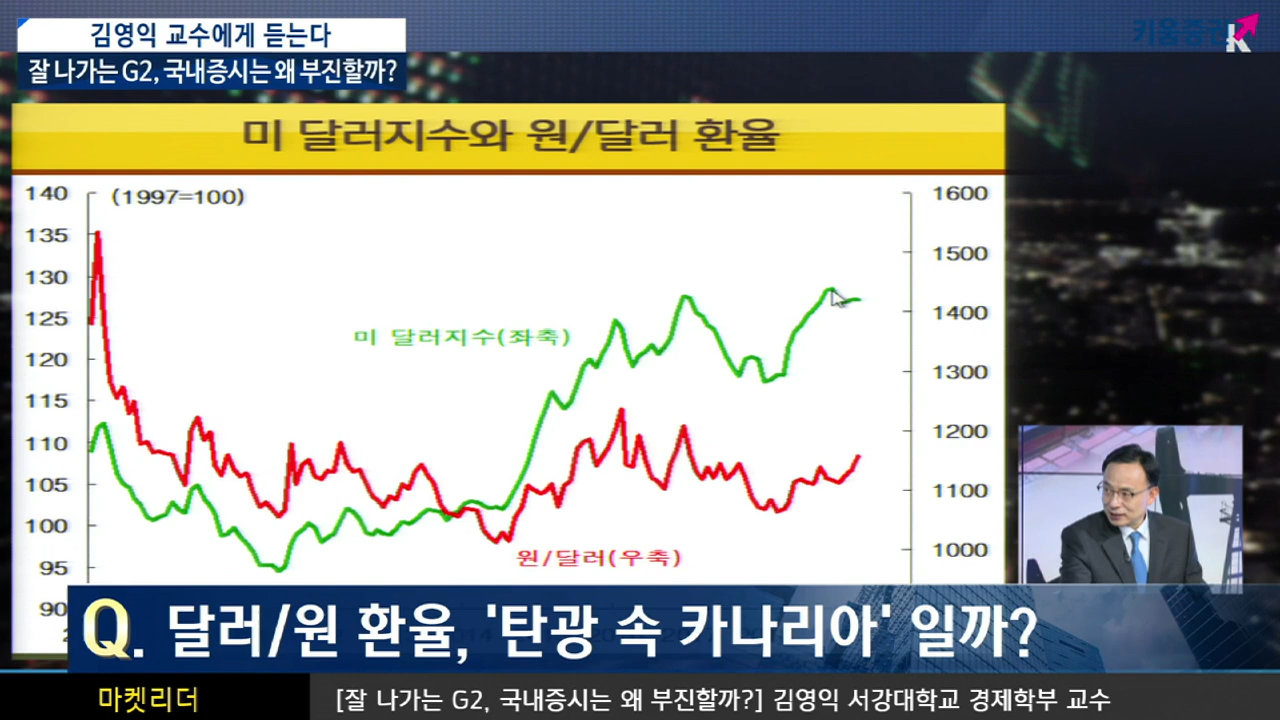 김영익 교수에게 듣는다
잘 나가는 G2, 국내증시는 왜 부진할까?
키움증권
미 달러지수와 원/달러 환율
(1997=100)
140
135
130
125
120
115
110
105
100
95
90
1600
1500
1400
1300
1200
1100
1000
미 달러지수(좌축)
원/달러(우축)
Q. 달러/원 환율, '탄광 속 카나리아' 일까?
마켓리더
[잘 나가는 G2, 국내증시는 왜 부진할까?] 김영익 서강대학교 경제학부 교수